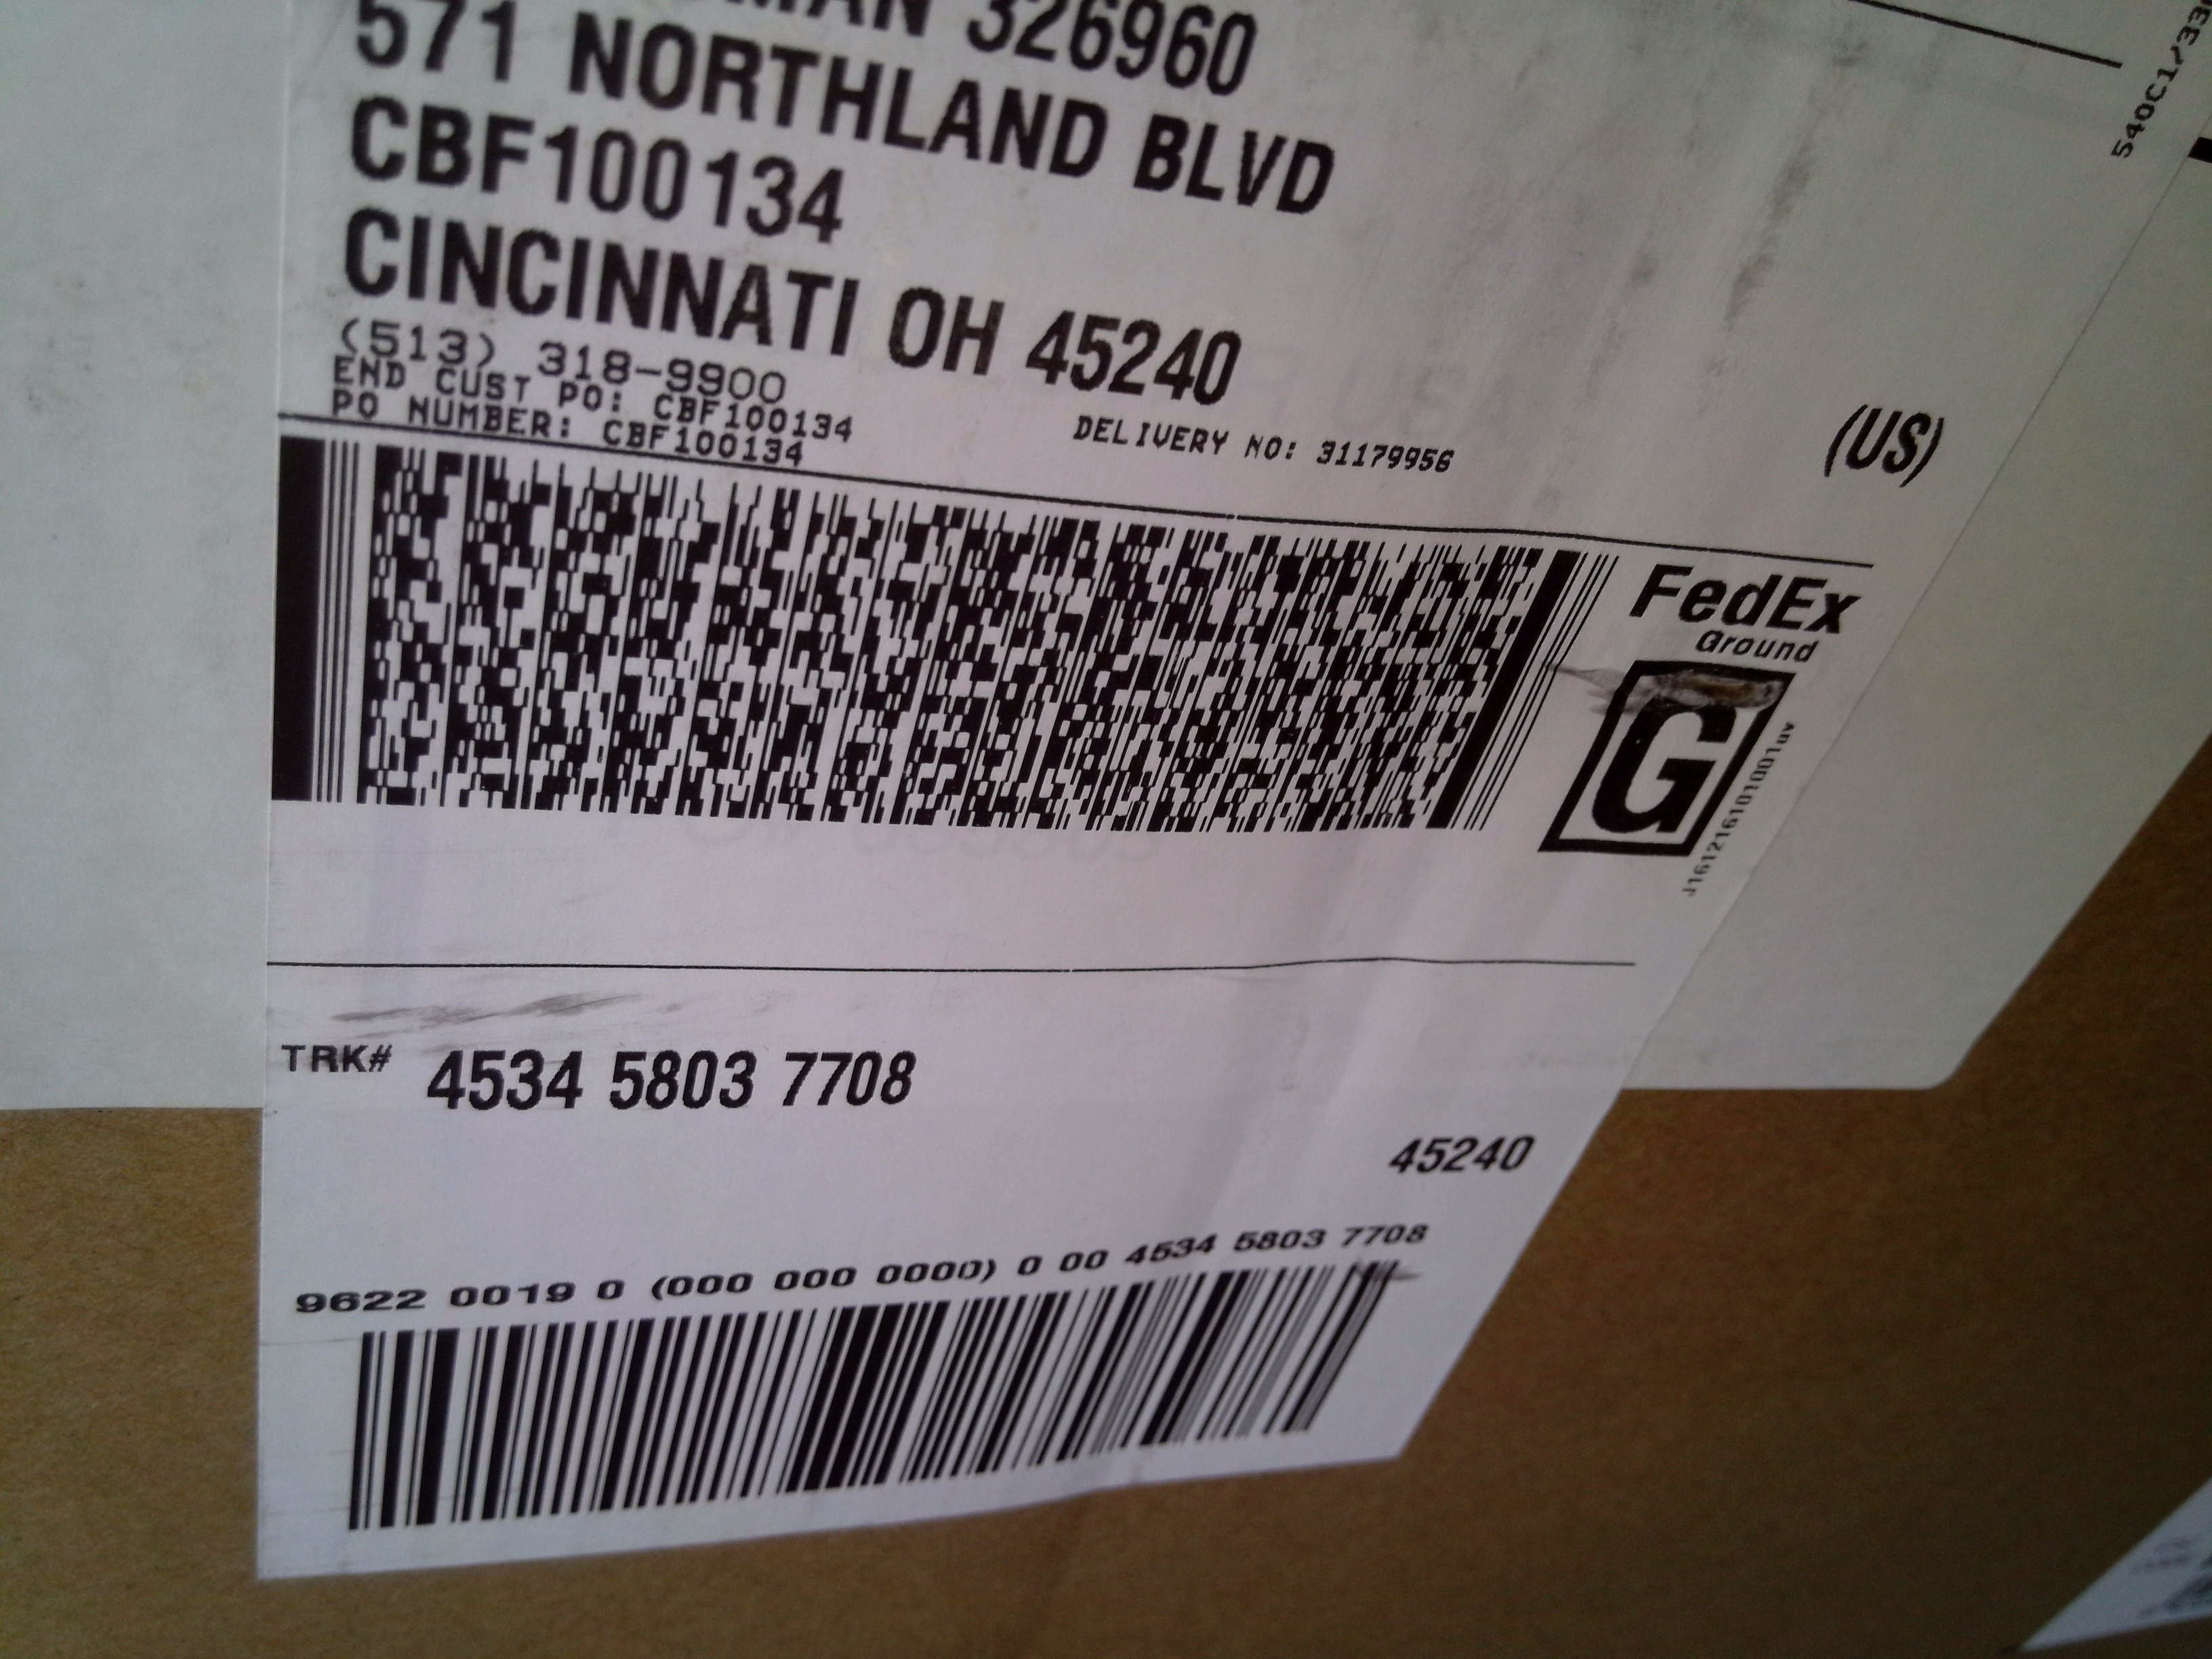 326960
571 NORTHLAND BLVD
CBF100134
CINCINNATI OH 45240
(US)
(513) 318-9900
END CUST PO: CBF100134
PO NUMBER: CBF100134
DELIVERY NO: 31179956
FedEx
Ground
G
J161216101001uv
TRK# 4534 5803 7708
45240
9622 0019 0 (000 000 0000) 0 00 4534 5803 7708